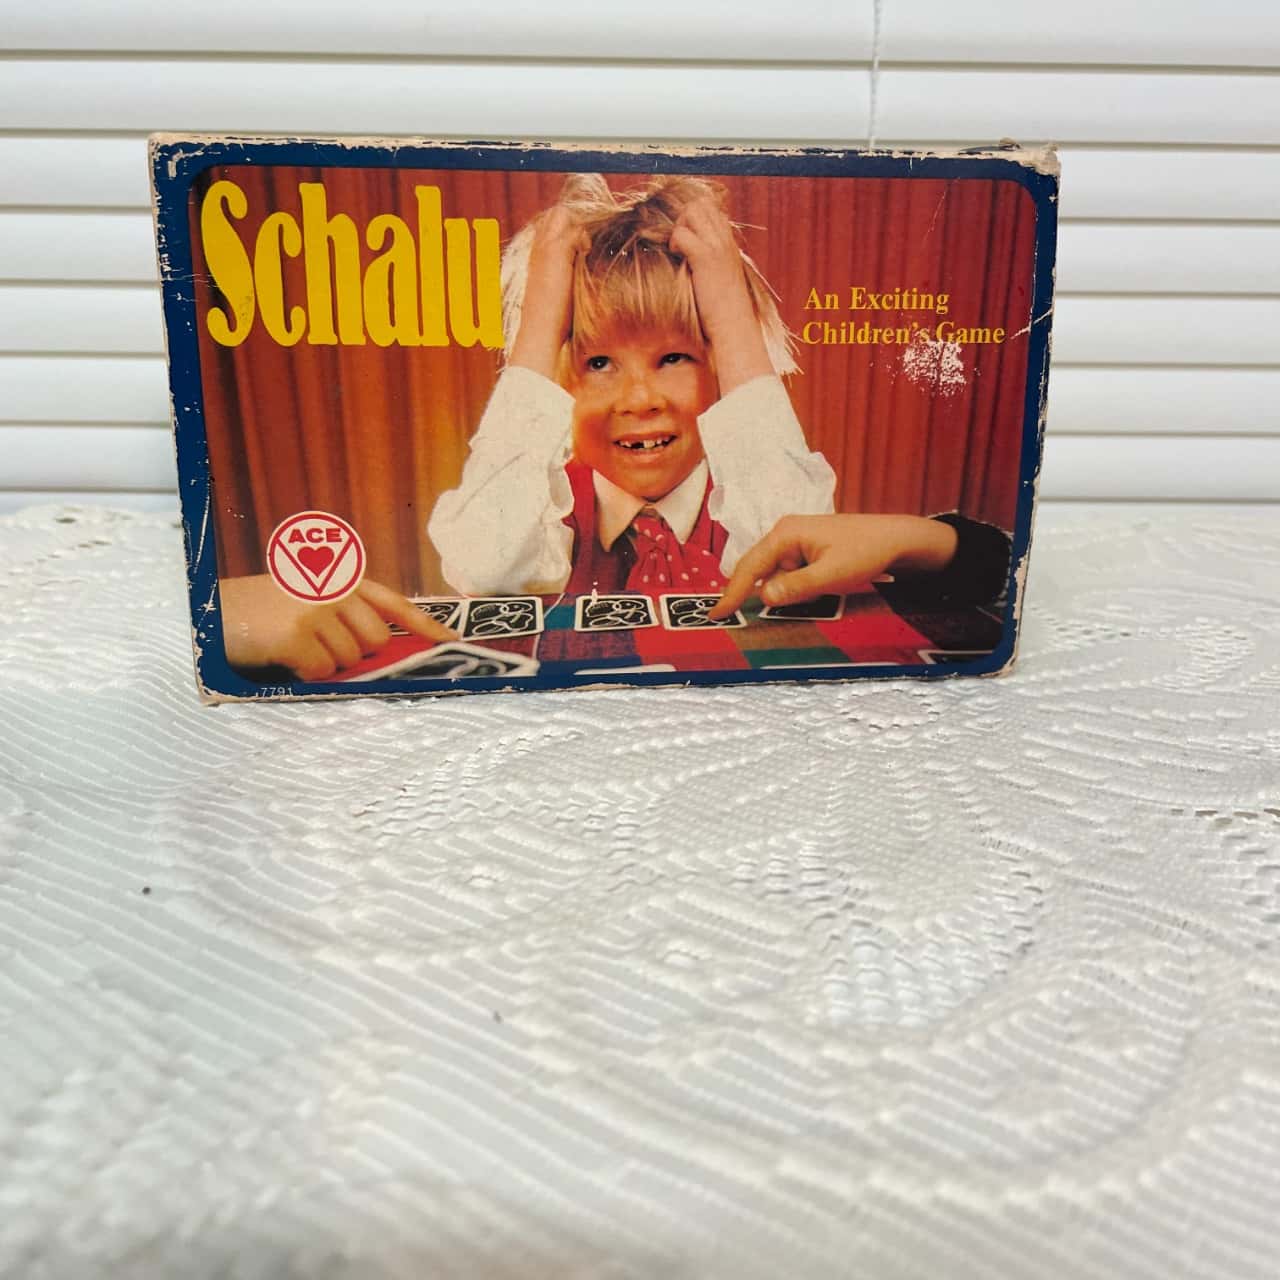 Schalu
An Exciting
Children's Game
ACE
7791